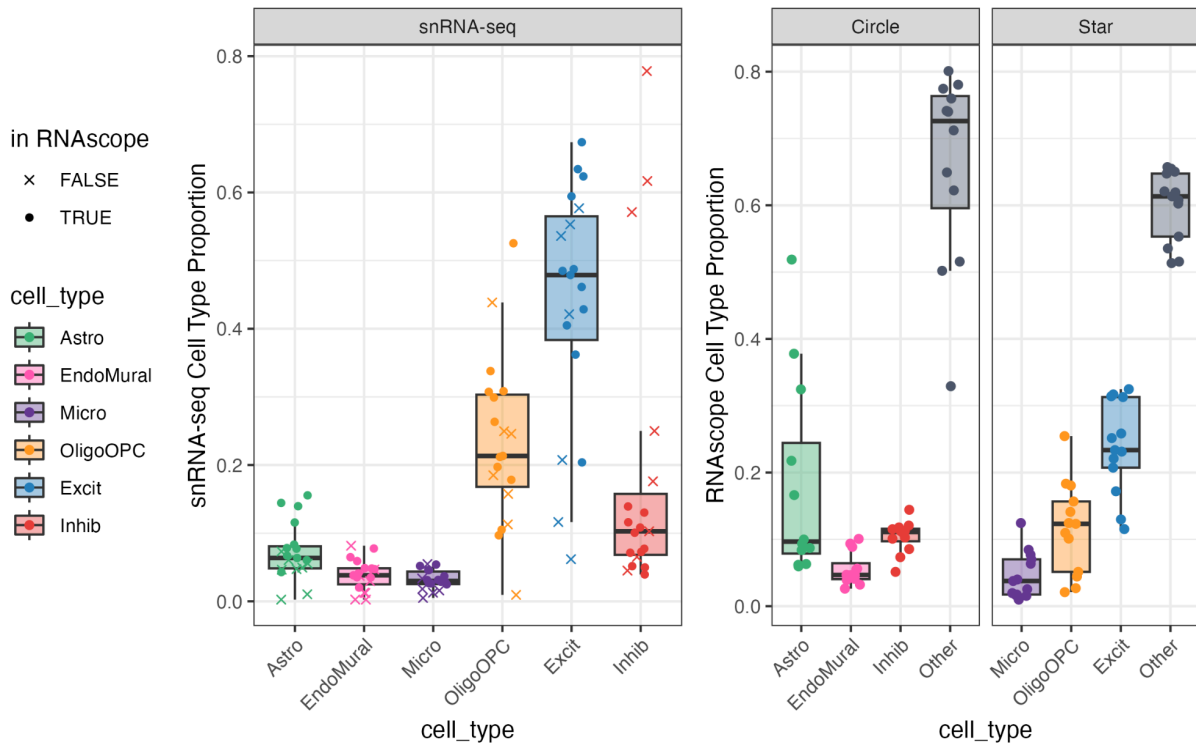 in RNAscope
FALSE
TRUE
cell_type
Astro
EndoMural
Micro
OligoOPC
Excit
Inhib
snRNA-seq
snRNA-seq Cell Type Proportion
0.8
0.6
0.4
0.2
0.0
Astro
EndoMural
Micro
OligoOPC
Excit
Inhib
cell_type
Circle
Star
RNAscope Cell Type Proportion
0.8
0.6
0.4
0.2
0.0
Astro
EndoMural
Inhib
Other
Micro
OligoOPC
Excit
Other
cell_type